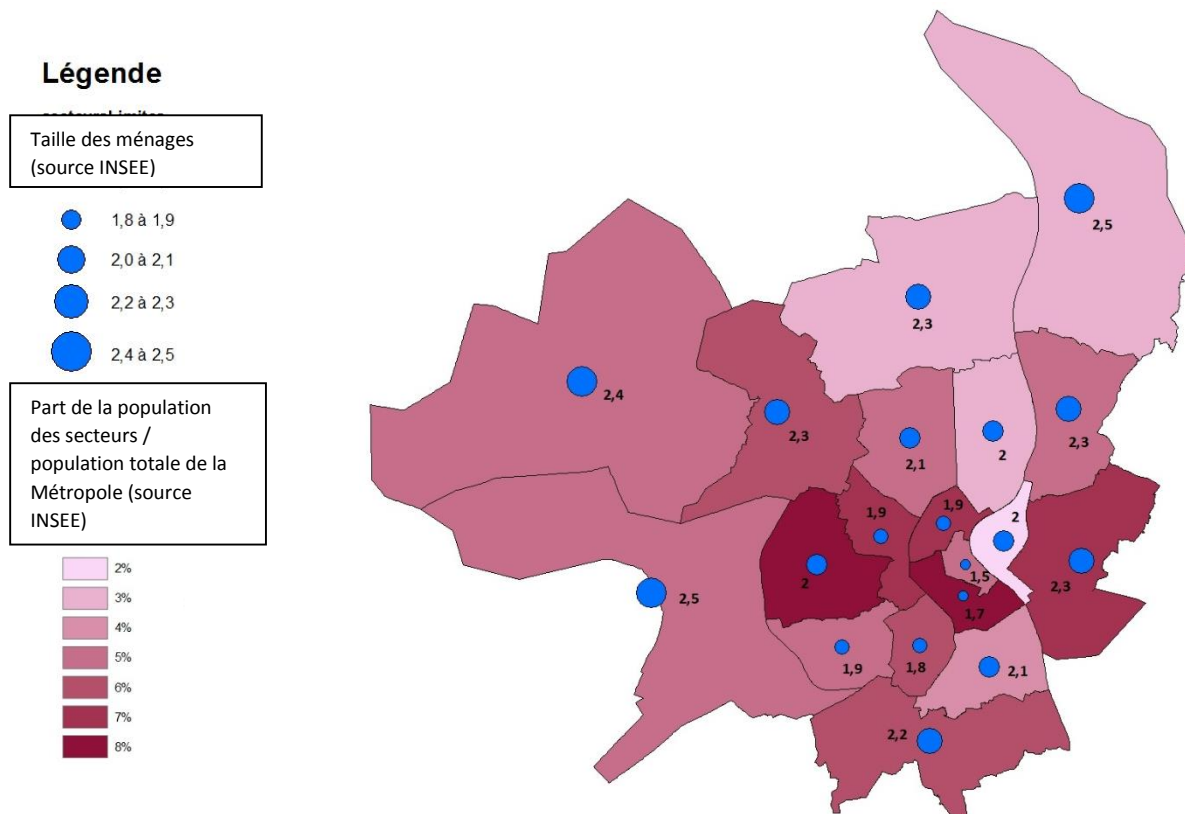 Légende
Taille des ménages
(source INSEE)
1,8 à 1,9
2,0 à 2,1
2,2 à 2,3
2,4 à 2,5
Part de la population
des secteurs /
population totale de la
Métropole (source
INSEE)
2%
3%
4%
5%
6%
7%
8%
2,5
2,3
2,4
2,3
2,1
2
2,3
1,9
1,9
2
2
1,5
2,3
2,5
1,7
1,9
1,8
2,1
2,2